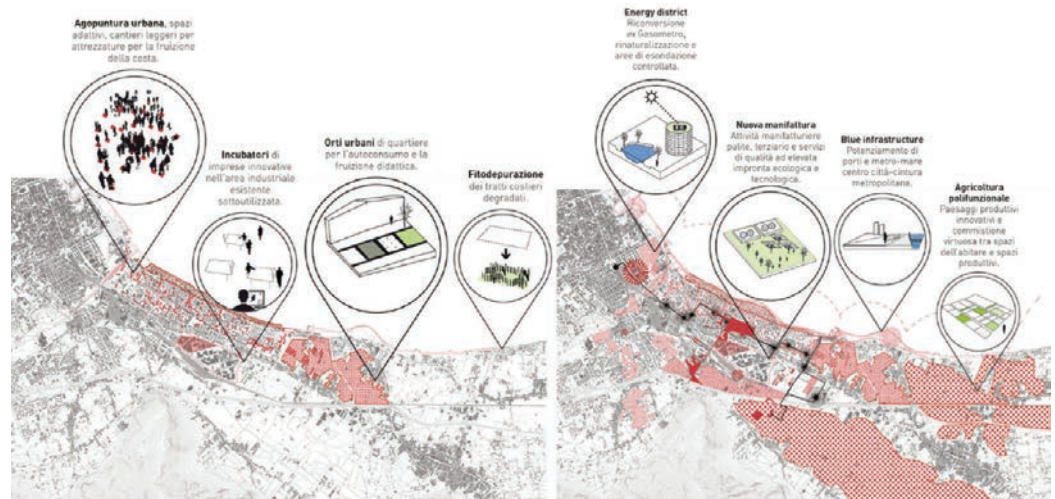 Agopuntura urbana, spazi
adattivi, cantieri leggeri per
attrezzature per la fruizione
della costa.
Incubatori di
imprese innovative
nell'area industriale
esistente
sottoutilizzata.
Orti urbani di quartiere
per l'autoconsumo e la
fruizione didattica.
Fitodepurazione
dei tratti costieri
degradati.
Energy district
Riconversione
ex Gasometro,
rinaturalizzazione e
aree di esondazione
controllata.
Nuova manifattura
Attività manifatturiere
pulite, terziario e servizi
di qualità ad elevata
impronta ecologica e
tecnologica.
Blue infrastructure
Potenziamento di
porti e metro-mare
centro città-cintura
metropolitana.
Agricoltura
polifunzionale
Paesaggi produttivi
innovativi e
commistione
virtuosa tra spazi
dell'abitare e spazi
produttivi.